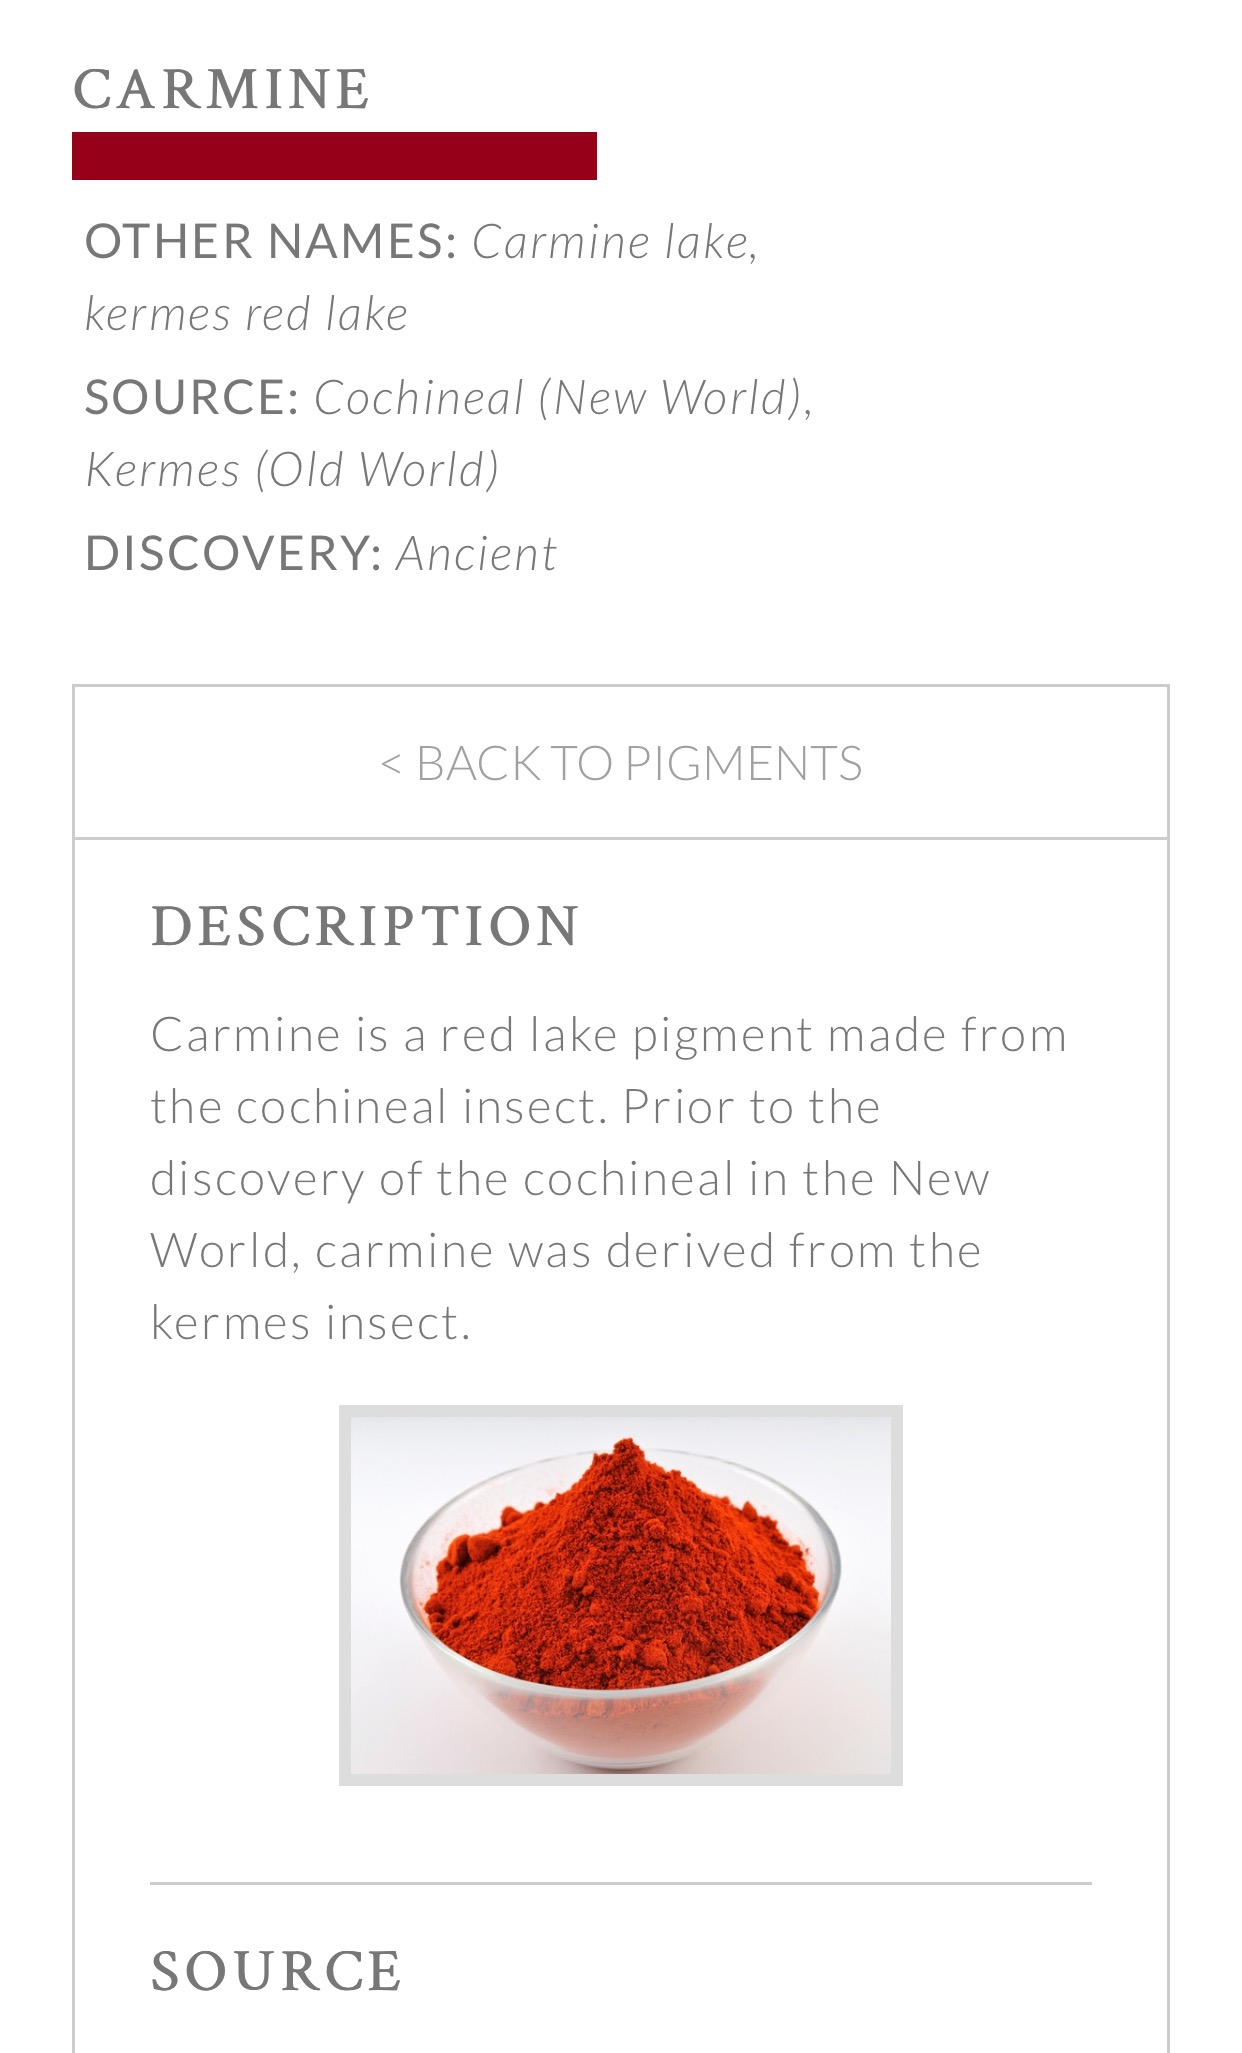 CARMINE
OTHER NAMES: Carmine lake,
kermes red lake
SOURCE: Cochineal (New World),
Kermes (Old World)
DISCOVERY: Ancient
< BACK TO PIGMENTS
DESCRIPTION
Carmine is a red lake pigment made from
the cochineal insect. Prior to the
discovery of the cochineal in the New
World, carmine was derived from the
kermes insect.
SOURCE